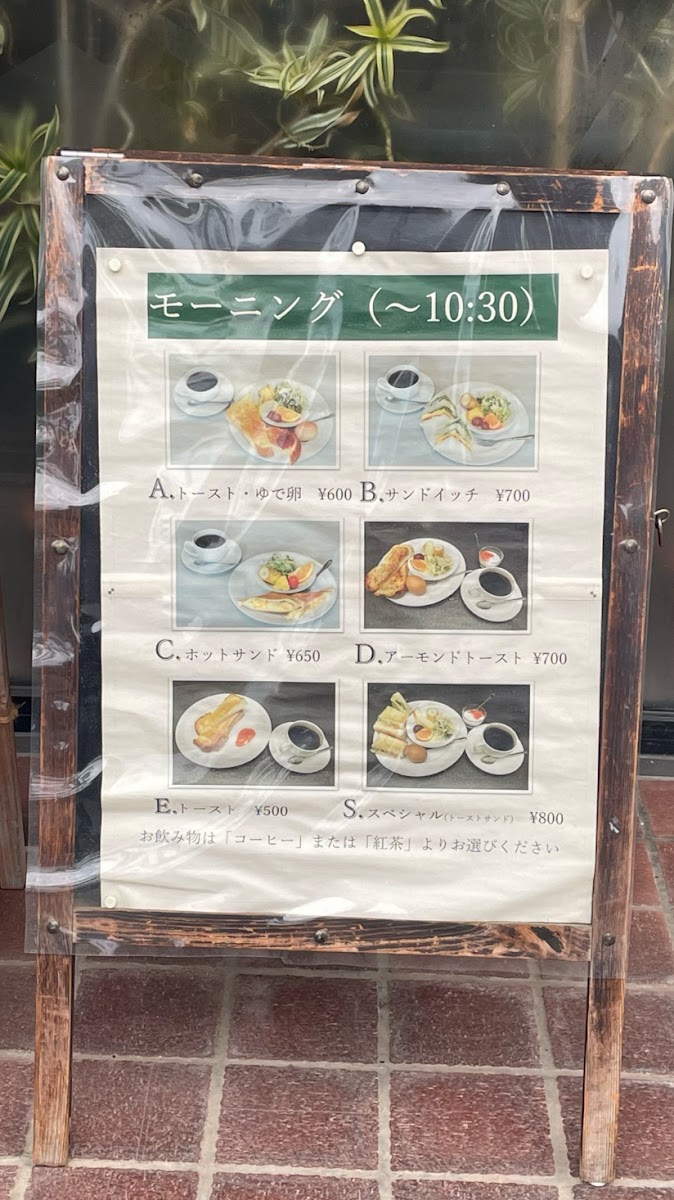 モーニング（〜10:30）
A.トースト・ゆで卵 ¥600 B.サンドイッチ ¥700
C.ホットサンド ¥650 D.アーモンドトースト ¥700
E.トースト ¥500 S.スペシャル(トーストサンド) ¥800
お飲み物は「コーヒー」または「紅茶」よりお選びください